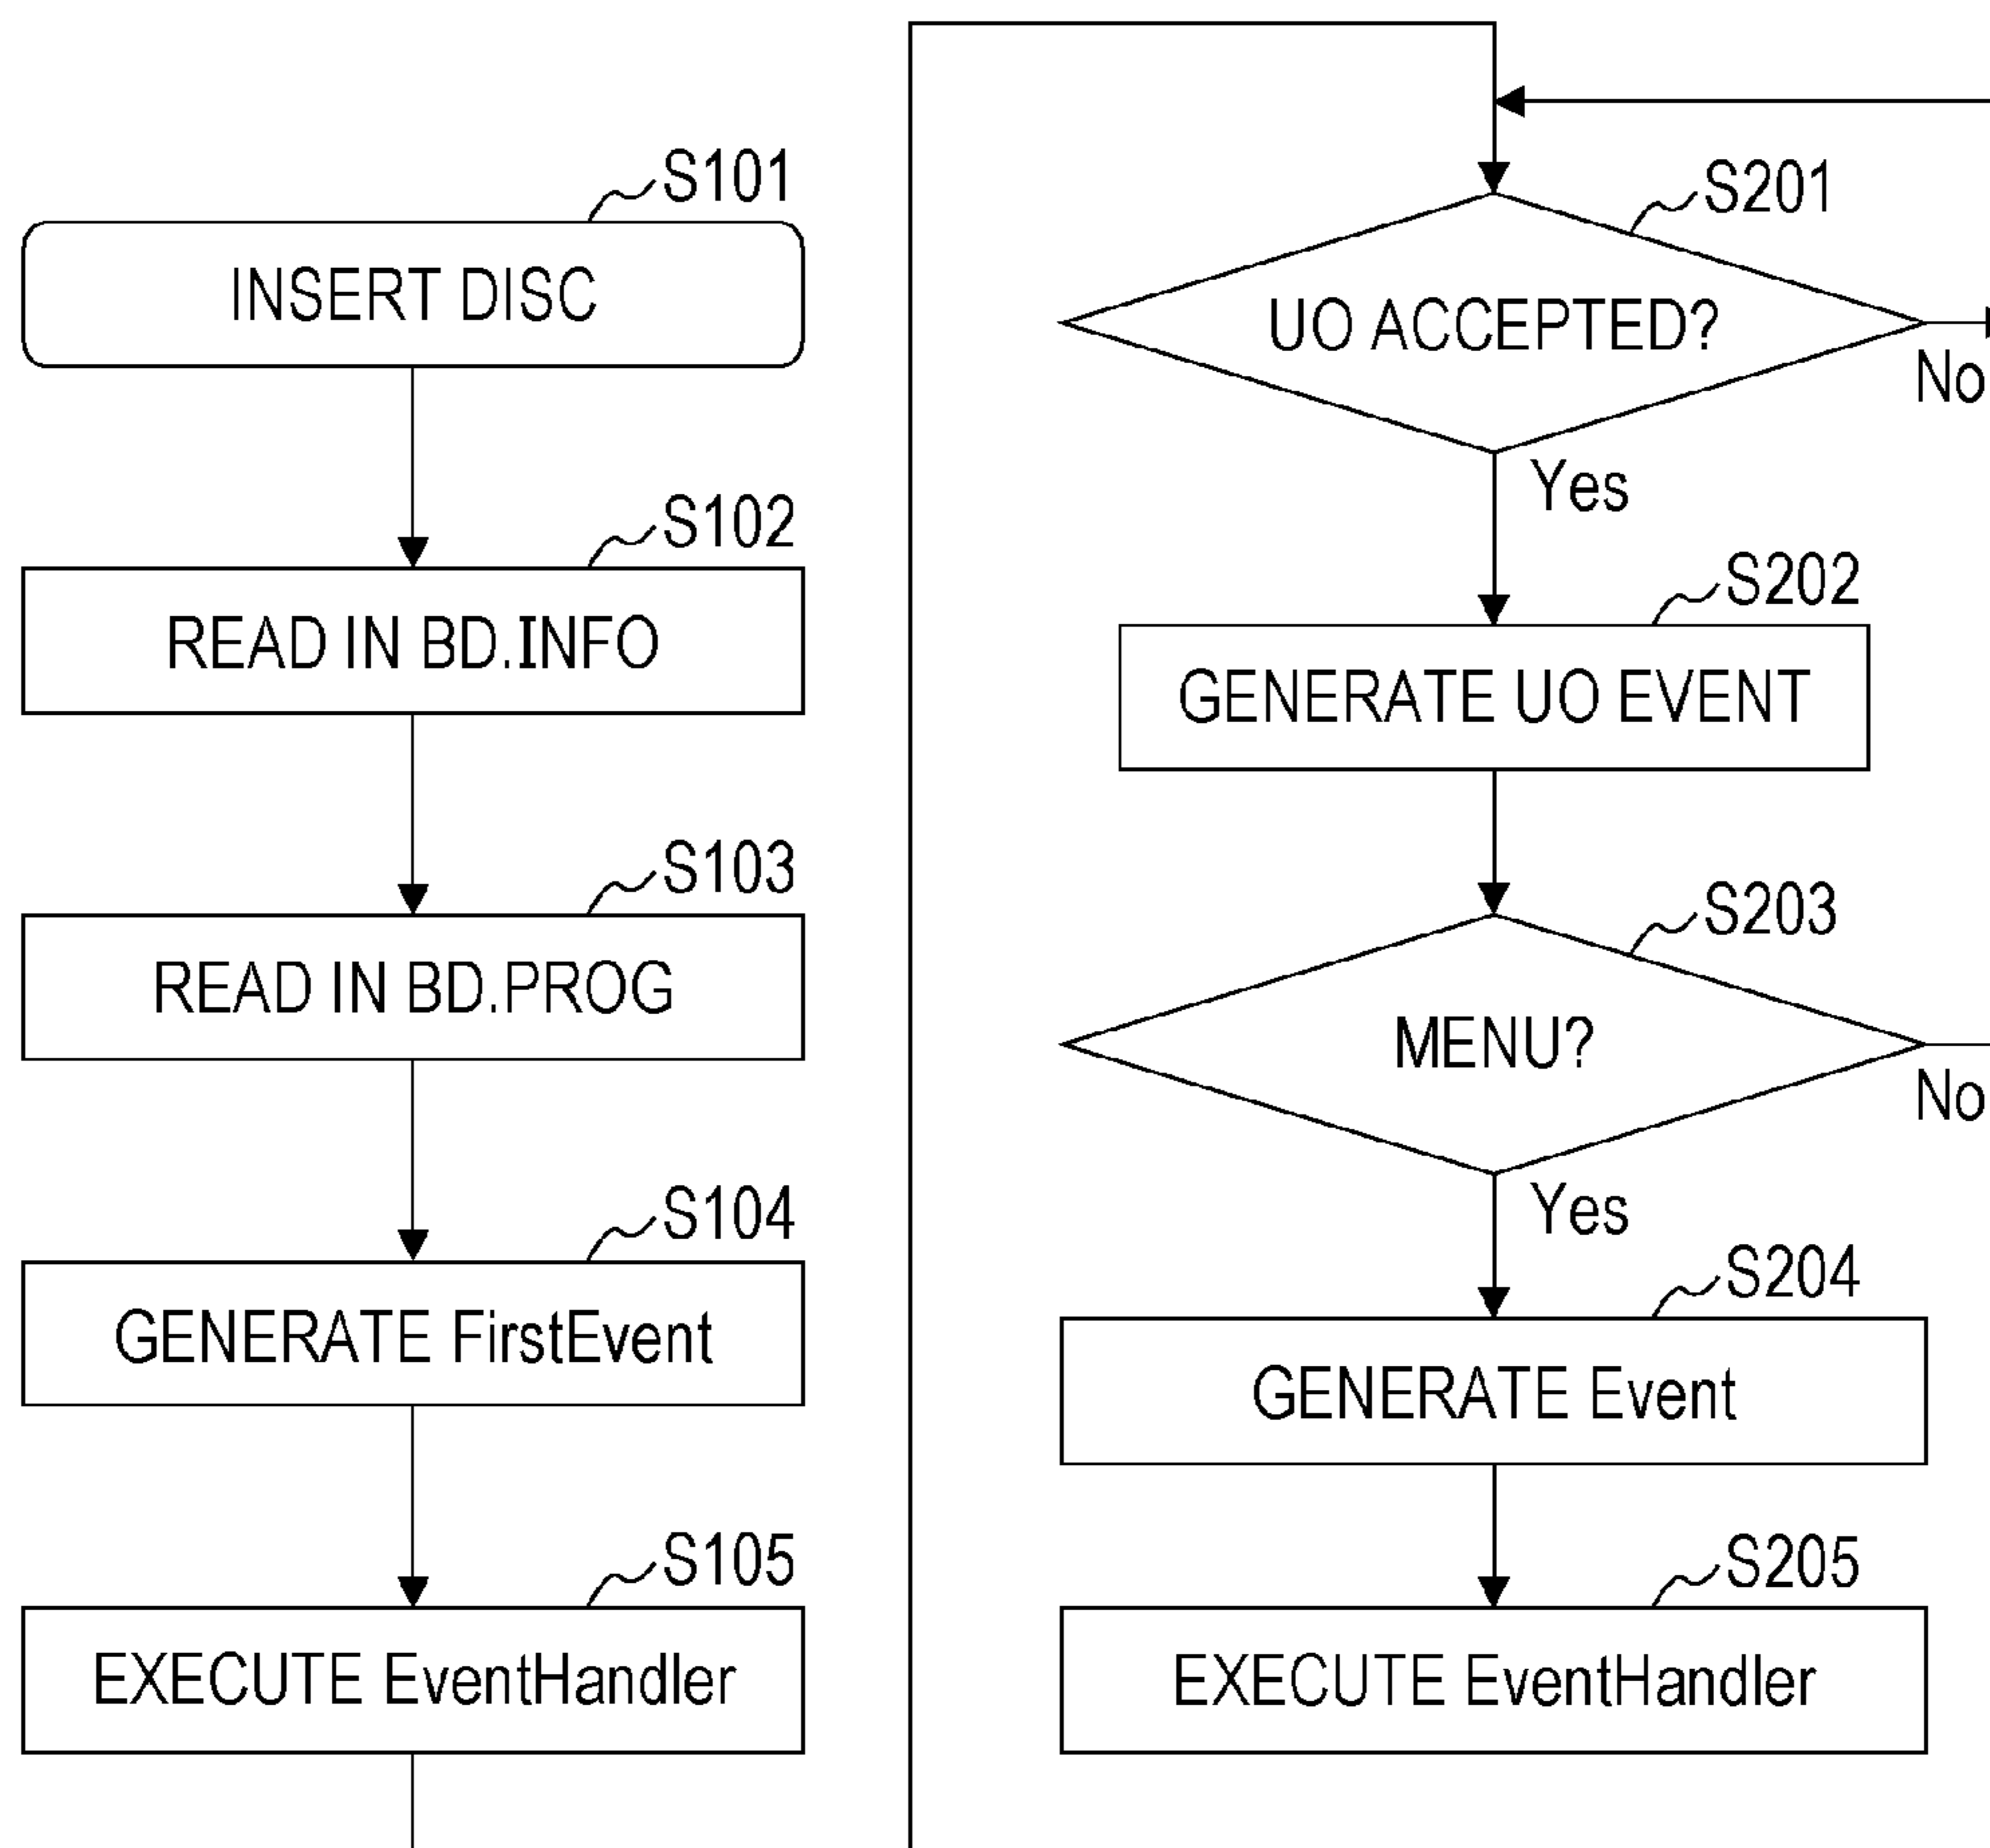 S101
INSERT DISC
S102
READ IN BD.INFO
S103
READ IN BD.PROG
S104
GENERATE FirstEvent
S105
EXECUTE EventHandler
S201
UO ACCEPTED?
No
Yes
S202
GENERATE UO EVENT
S203
MENU?
No
Yes
S204
GENERATE Event
S205
EXECUTE EventHandler